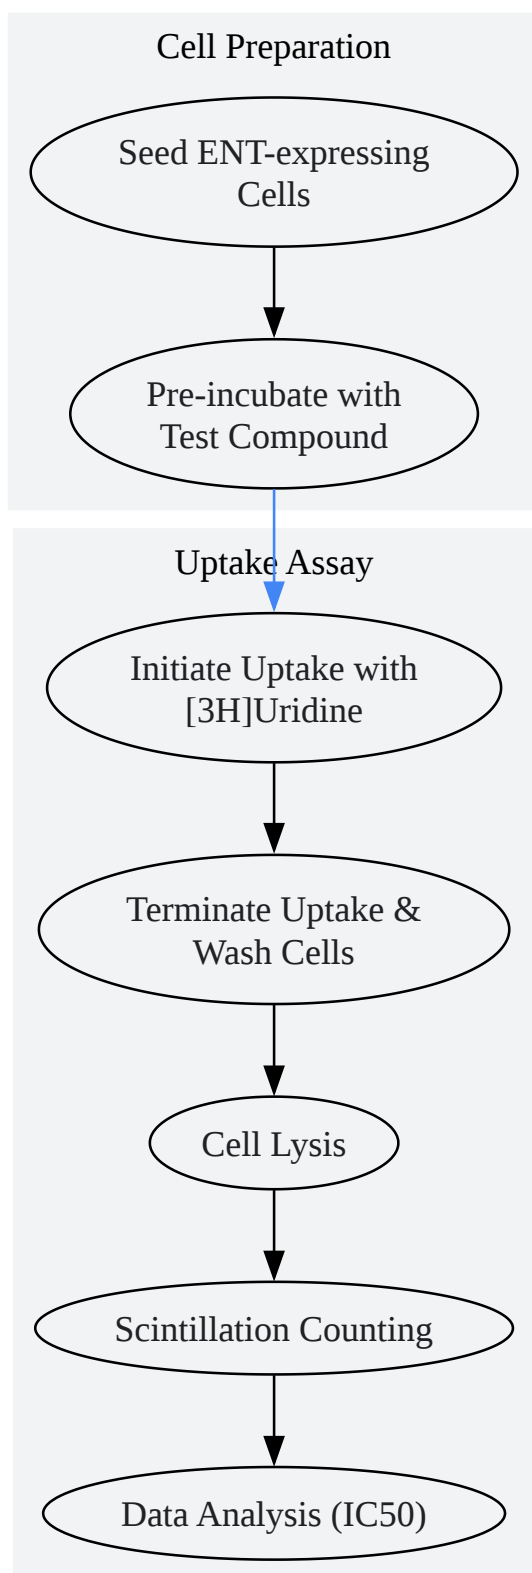 Cell Preparation
Seed ENT-expressing
Cells
Pre-incubate with
Test Compound
Uptake Assay
Initiate Uptake with
[3H]Uridine
Terminate Uptake &
Wash Cells
Cell Lysis
Scintillation Counting
Data Analysis (IC50)